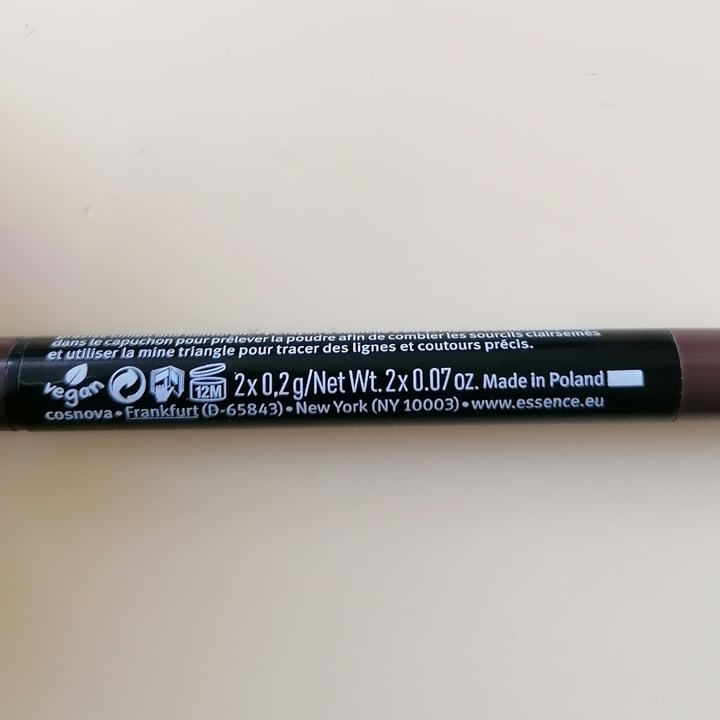 dans le capuchon pour prélever la poudre afin de combler les sourcils clairsemés
et utiliser la mine triangle pour tracer des lignes et coutours précis.
vegan 12M 2 x 0,2 g/Net Wt. 2 x 0.07 oz. Made in Poland
cosnova • Frankfurt (D-65843) • New York (NY 10003) • www.essence.eu